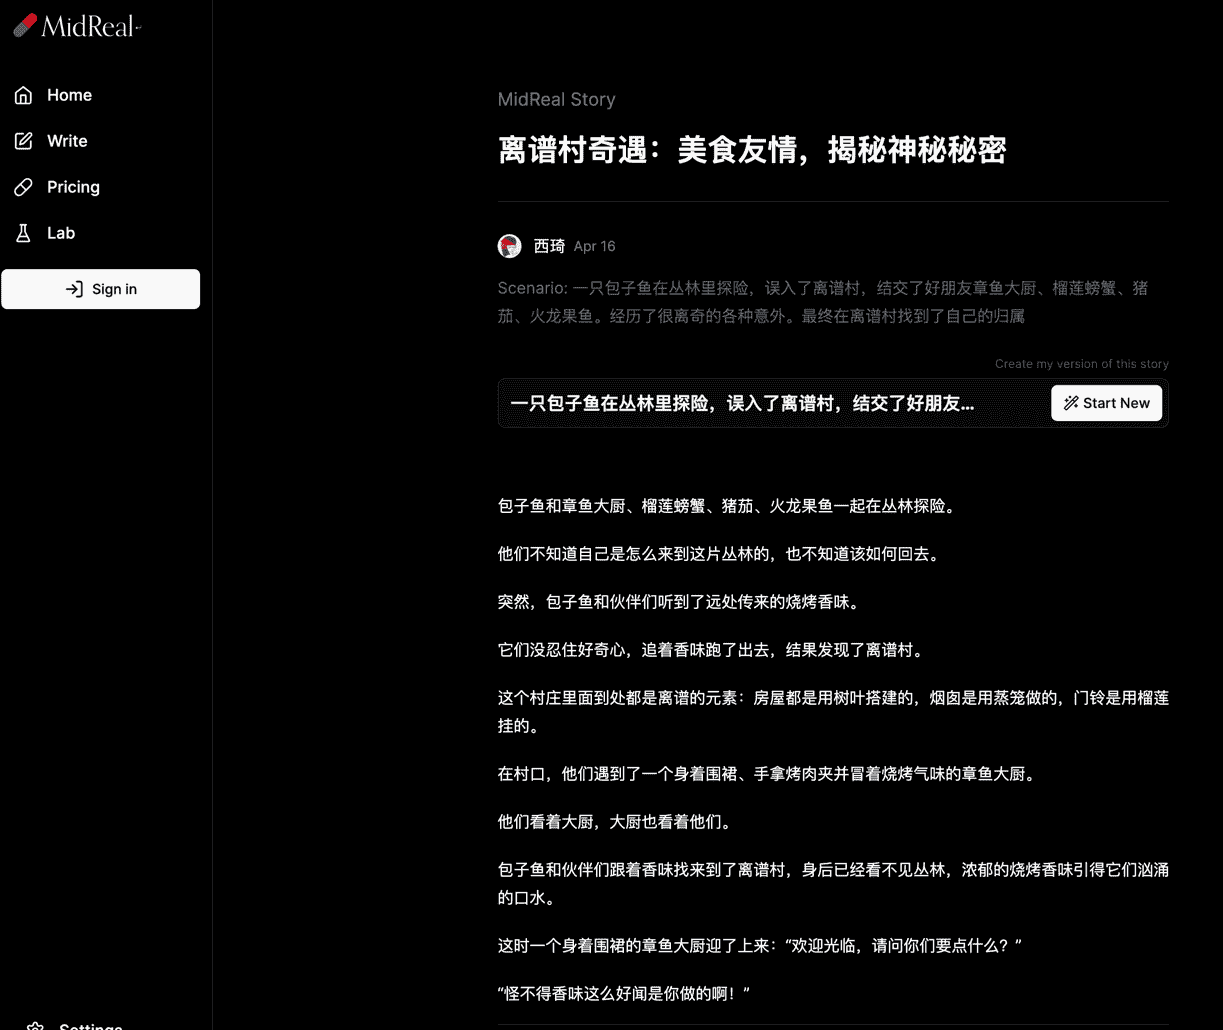 MidReal
Home
Write
Pricing
Lab
Sign in
MidReal Story
离谱村奇遇：美食友情，揭秘神秘秘密
西琦 Apr 16
Scenario: 一只包子鱼在丛林里探险，误入了离谱村，结交了好朋友章鱼大厨、榴莲螃蟹、猪
茄、火龙果鱼。经历了很离奇的各种意外。最终在离谱村找到了自己的归属
Create my version of this story
一只包子鱼在丛林里探险，误入了离谱村，结交了好朋友...
Start New
包子鱼和章鱼大厨、榴莲螃蟹、猪茄、火龙果鱼一起在丛林探险。
他们不知道自己是怎么来到这片丛林的，也不知道该如何回去。
突然，包子鱼和伙伴们听到了远处传来的烧烤香味。
它们没忍住好奇心，追着香味跑了出去，结果发现了离谱村。
这个村庄里面到处都是离谱的元素：房屋都是用树叶搭建的，烟囱是用蒸笼做的，门铃是用榴莲
挂的。
在村口，他们遇到了一个身着围裙、手拿烤肉夹并冒着烧烤气味的章鱼大厨。
他们看着大厨，大厨也看着他们。
包子鱼和伙伴们跟着香味找来到了离谱村，身后已经看不见丛林，浓郁的烧烤香味引得它们汹涌
的口水。
这时一个身着围裙的章鱼大厨迎了上来：“欢迎光临，请问你们要点什么？”
“怪不得香味这么好闻是你做的啊！”
Settings